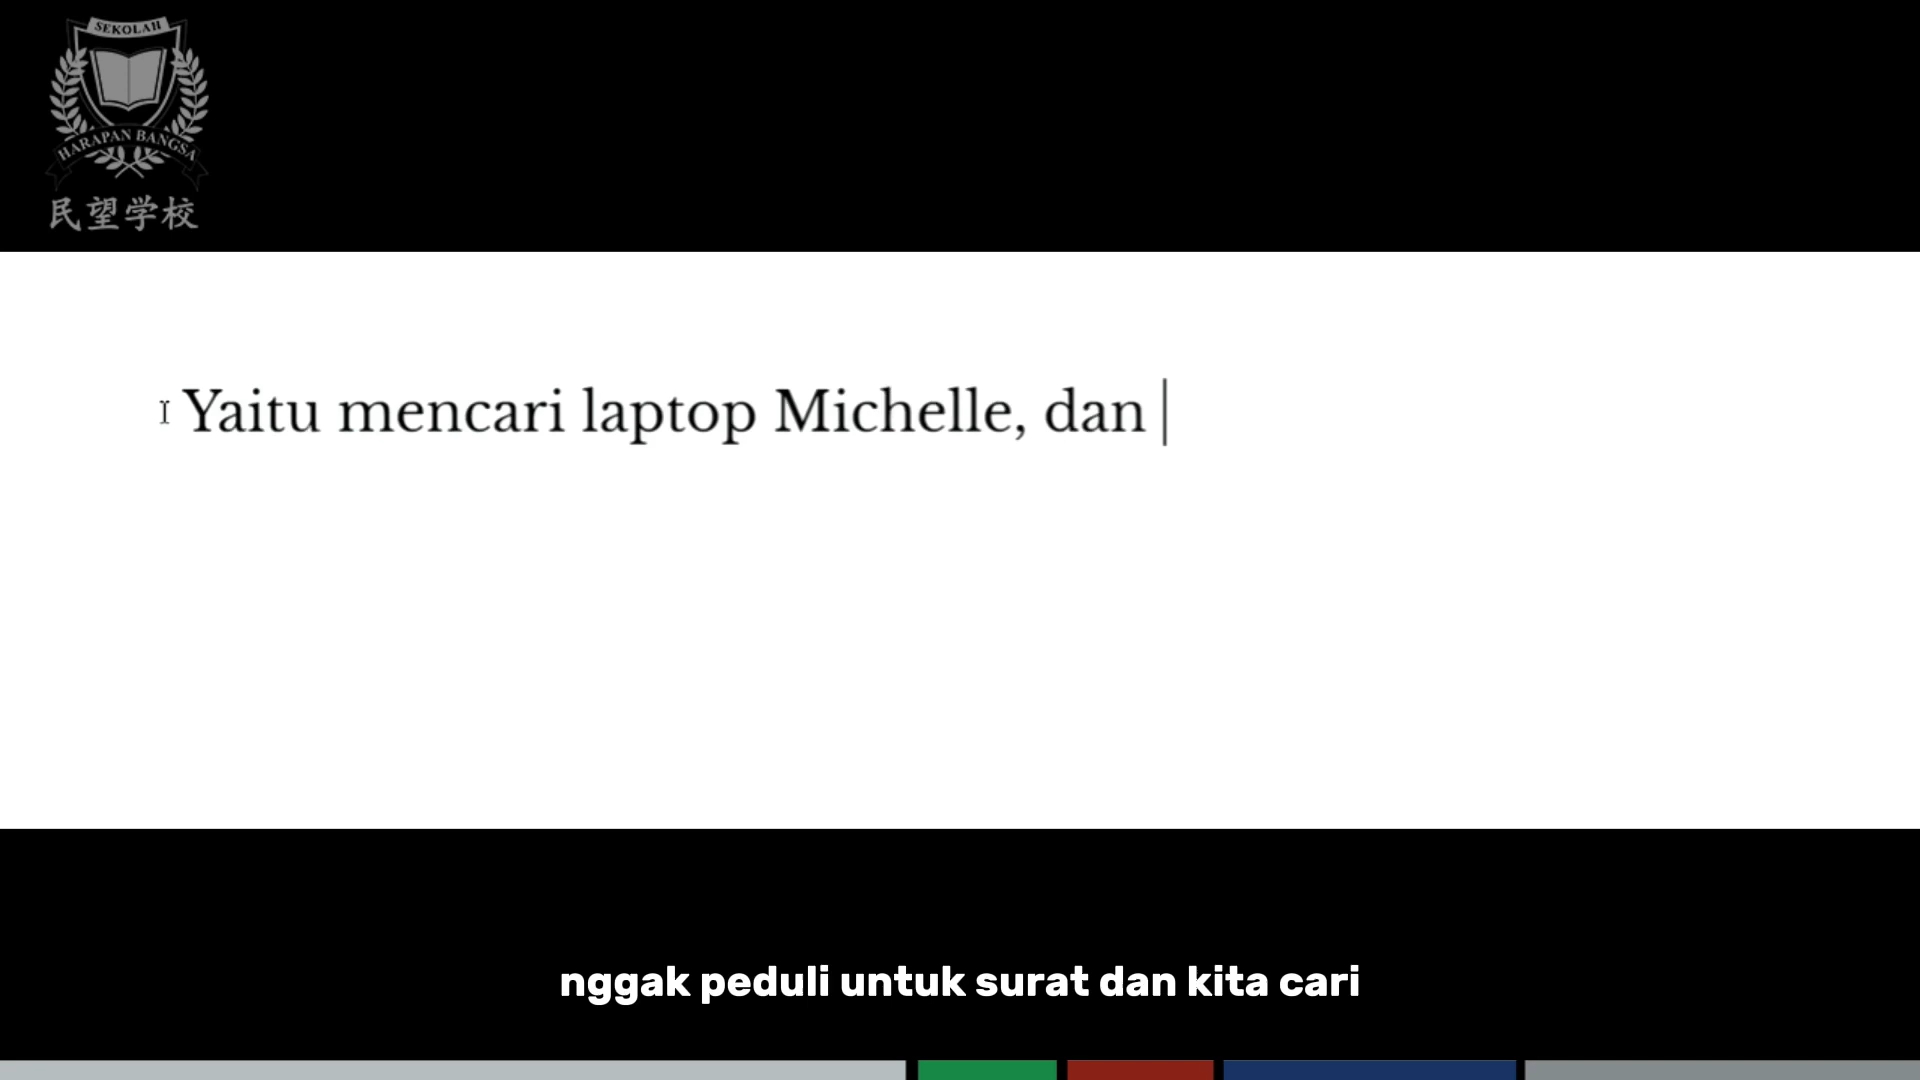 SEKOLAH
HARAPAN BANGSA
民望学校
Yaitu mencari laptop Michelle, dan
nggak peduli untuk surat dan kita cari